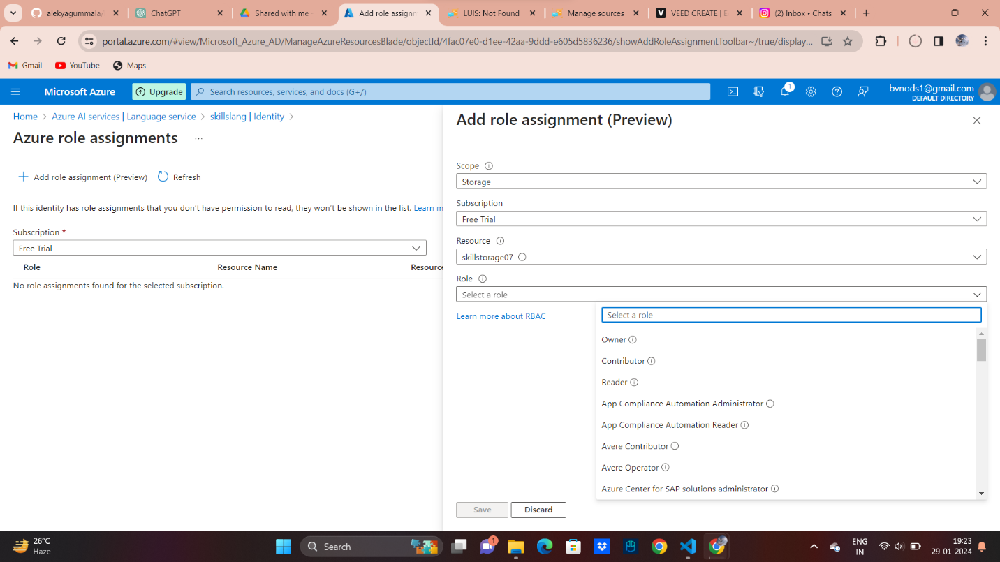 alekyagummala/
ChatGPT
Shared with me
Add role assignm
LUIS: Not Found
Manage sources
VEED CREATE | E
(2) Inbox • Chats
portal.azure.com/#view/Microsoft_Azure_AD/ManageAzureResourcesBlade/objectId/4fac07e0-d1ee-42aa-9ddd-e605d5836236/showAddRoleAssignmentToolbar~/true/display...
Gmail
YouTube
Maps
Microsoft Azure
Upgrade
Search resources, services, and docs (G+/)
1
bvnods1@gmail.com
DEFAULT DIRECTORY
Home > Azure AI services | Language service > skillslang | Identity >
Azure role assignments ...
Add role assignment (Preview)
Refresh
If this identity has role assignments that you don't have permission to read, they won't be shown in the list. Learn m
Subscription *
Free Trial
Role Resource Name Resource
No role assignments found for the selected subscription.
Add role assignment (Preview)
Scope
Storage
Subscription
Free Trial
Resource
skillstorage07
Role
Select a role
Learn more about RBAC
Select a role
Owner
Contributor
Reader
App Compliance Automation Administrator
App Compliance Automation Reader
Avere Contributor
Avere Operator
Azure Center for SAP solutions administrator
Save
Discard
26°C
Haze
Search
1
ENG
IN
19:23
29-01-2024